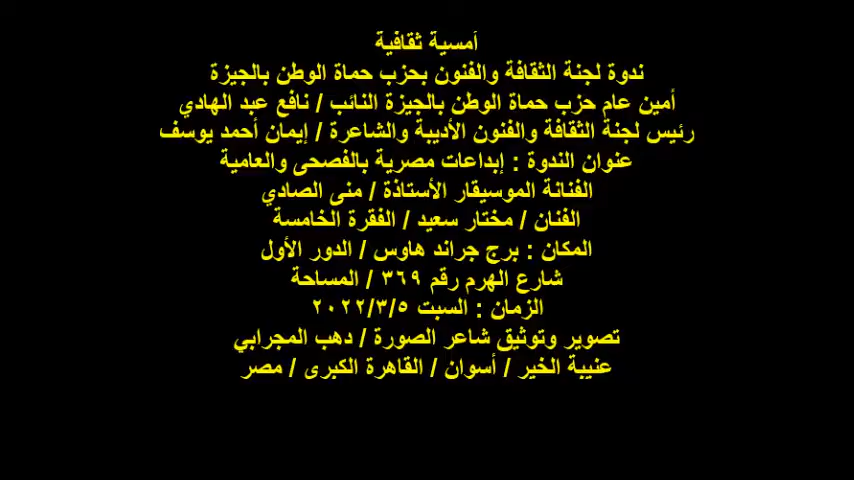 أمسية ثقافية
ندوة لجنة الثقافة والفنون بحزب حماة الوطن بالجيزة
أمين عام حزب حماة الوطن بالجيزة النائب / نافع عبد الهادي
رئيس لجنة الثقافة والفنون الأديبة والشاعرة / إيمان أحمد يوسف
عنوان الندوة : إبداعات مصرية بالفصحى والعامية
الفنانة الموسيقار الأستاذة / منى الصادي
الفنان / مختار سعيد / الفقرة الخامسة
المكان : برج جراند هاوس / الدور الأول
شارع الهرم رقم ٣٦٩ / المساحة
الزمان : السبت ٢٠٢٢/٣/٥
تصوير وتوثيق شاعر الصورة / دهب المجرابي
عنيبة الخير / أسوان / القاهرة الكبرى / مصر